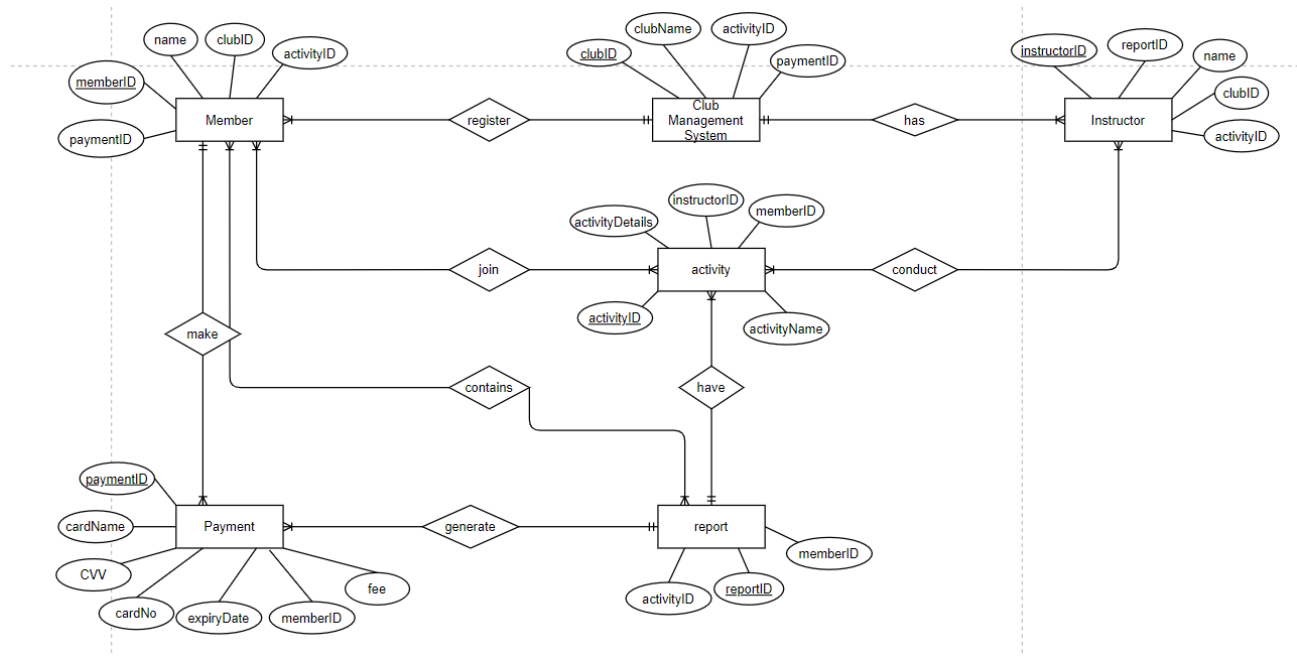 name
clubID
activityID
memberID
paymentID
Member
register
clubName
activityID
clubID
paymentID
Club
Management
System
has
instructorID
reportID
name
clubID
activityID
Instructor
instructorID
memberID
activityDetails
activity
join
conduct
activityID
activityName
make
contains
have
paymentID
cardName
CVV
cardNo
expiryDate
memberID
fee
Payment
generate
report
memberID
activityID
reportID